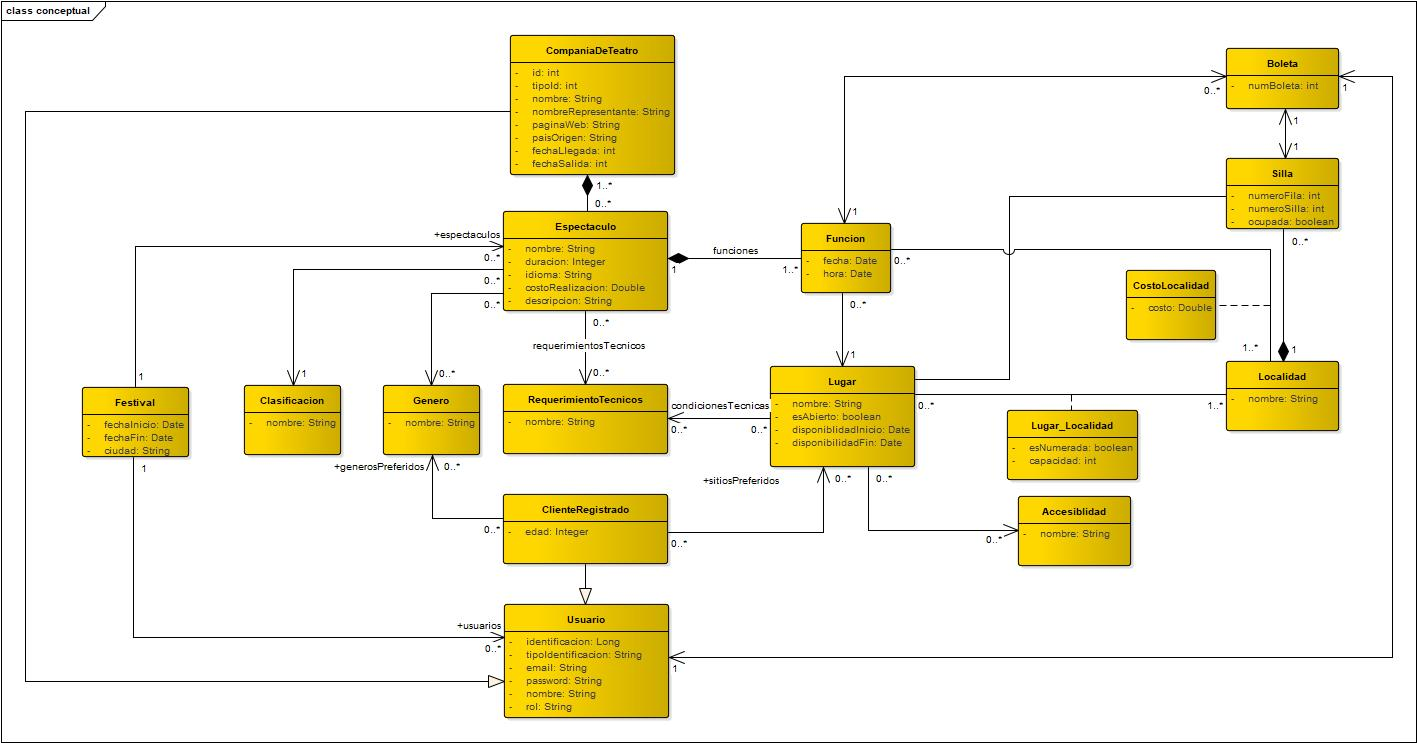 class conceptual
CompaniaDeTeatro
- id: int
- tipoId: int
- nombre: String
- nombreRepresentante: String
- paginaWeb: String
- paisOrigen: String
- fechaLlegada: int
- fechaSalida: int
1..*
0..*
Espectaculo
- nombre: String
- duracion: Integer
- idioma: String
- costoRealizacion: Double
- descripcion: String
+espectaculos
0..*
0..*
0..*
0..*
requerimientosTecnicos
0..*
1
funciones
1..*
Funcion
- fecha: Date
- hora: Date
1
0..*
0..*
Boleta
- numBoleta: int
0..*
1
1
1
Silla
- numeroFila: int
- numeroSilla: int
- ocupada: boolean
0..*
CostoLocalidad
- costo: Double
1..*
1
Localidad
- nombre: String
1..*
1
Lugar
- nombre: String
- esAbierto: boolean
- disponiblidadInicio: Date
- disponibilidadFin: Date
0..*
condicionesTecnicas
0..*
0..*
Lugar_Localidad
- esNumerada: boolean
- capacidad: int
1
Festival
- fechaInicio: Date
- fechaFin: Date
- ciudad: String
1
1
Clasificacion
- nombre: String
0..*
Genero
- nombre: String
+generosPreferidos
0..*
RequerimientoTecnicos
- nombre: String
+sitiosPreferidos
0..*
0..*
0..*
Accesiblidad
- nombre: String
ClienteRegistrado
- edad: Integer
0..*
0..*
+usuarios
0..*
Usuario
- identificacion: Long
- tipoIdentificacion: String
- email: String
- password: String
- nombre: String
- rol: String
1